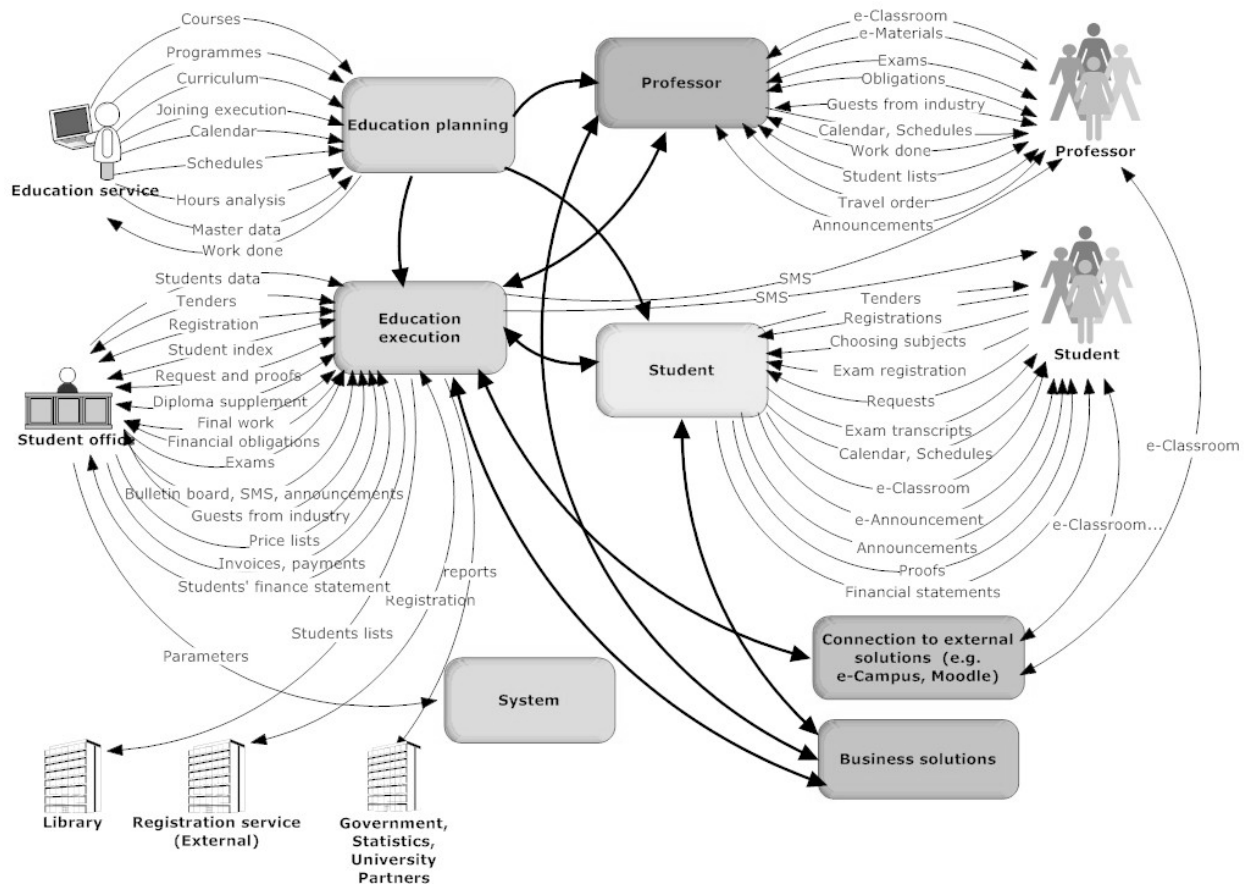 Courses
Programmes
Curriculum
Joining execution
Calendar
Schedules
Hours analysis
Master data
Work done
Education service
Education planning
Professor
e-Classroom
e-Materials
Exams
Obligations
Guests from industry
Calendar, Schedules
Work done
Student lists
Travel order
Announcements
Professor
Students data
Tenders
Registration
Student index
Request and proofs
Diploma supplement
Final work
Financial obligations
Exams
Bulletin board, SMS, announcements
Guests from industry
Price lists
Invoices, payments
Students' finance statement
Student office
Education
execution
SMS
SMS
Student
Tenders
Registrations
Choosing subjects
Exam registration
Requests
Exam transcripts
Calendar, Schedules
e-Classroom
e-Announcement
Announcements
Proofs
Financial statements
Student
e-Classroom
e-Classroom...
reports
Registration
Students lists
Parameters
System
Connection to external
solutions (e.g.
e-Campus, Moodle)
Business solutions
Library
Registration service
(External)
Government,
Statistics,
University
Partners